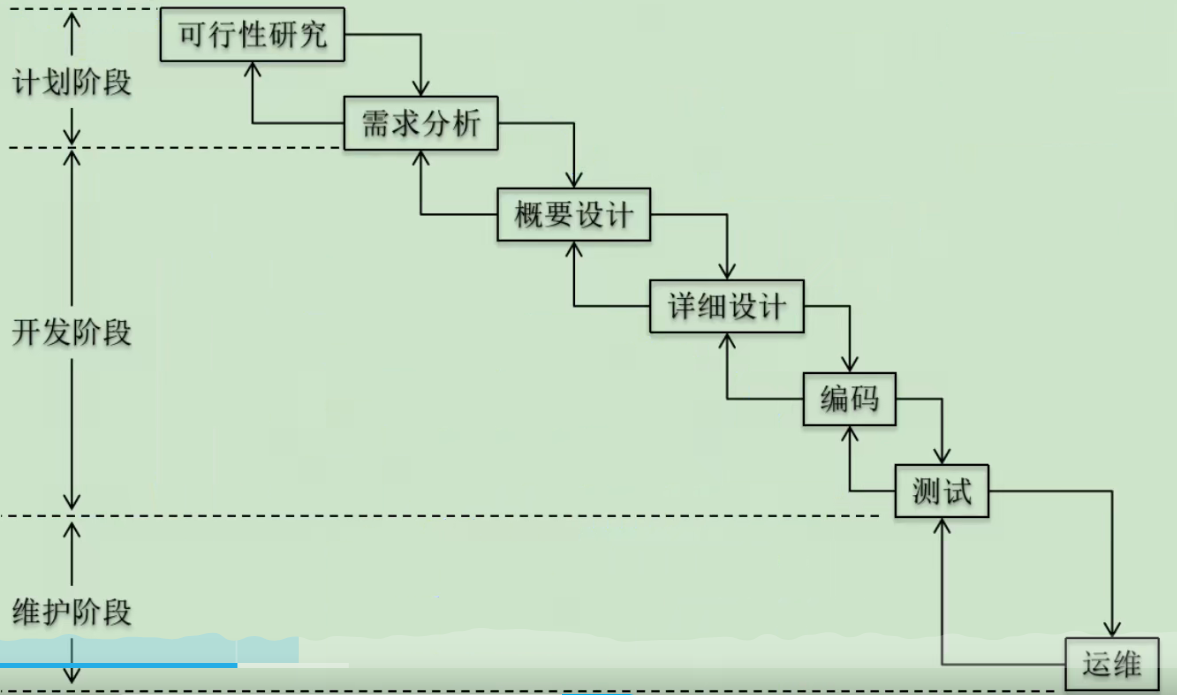 可行性研究
计划阶段
需求分析
概要设计
详细设计
开发阶段
编码
测试
维护阶段
运维